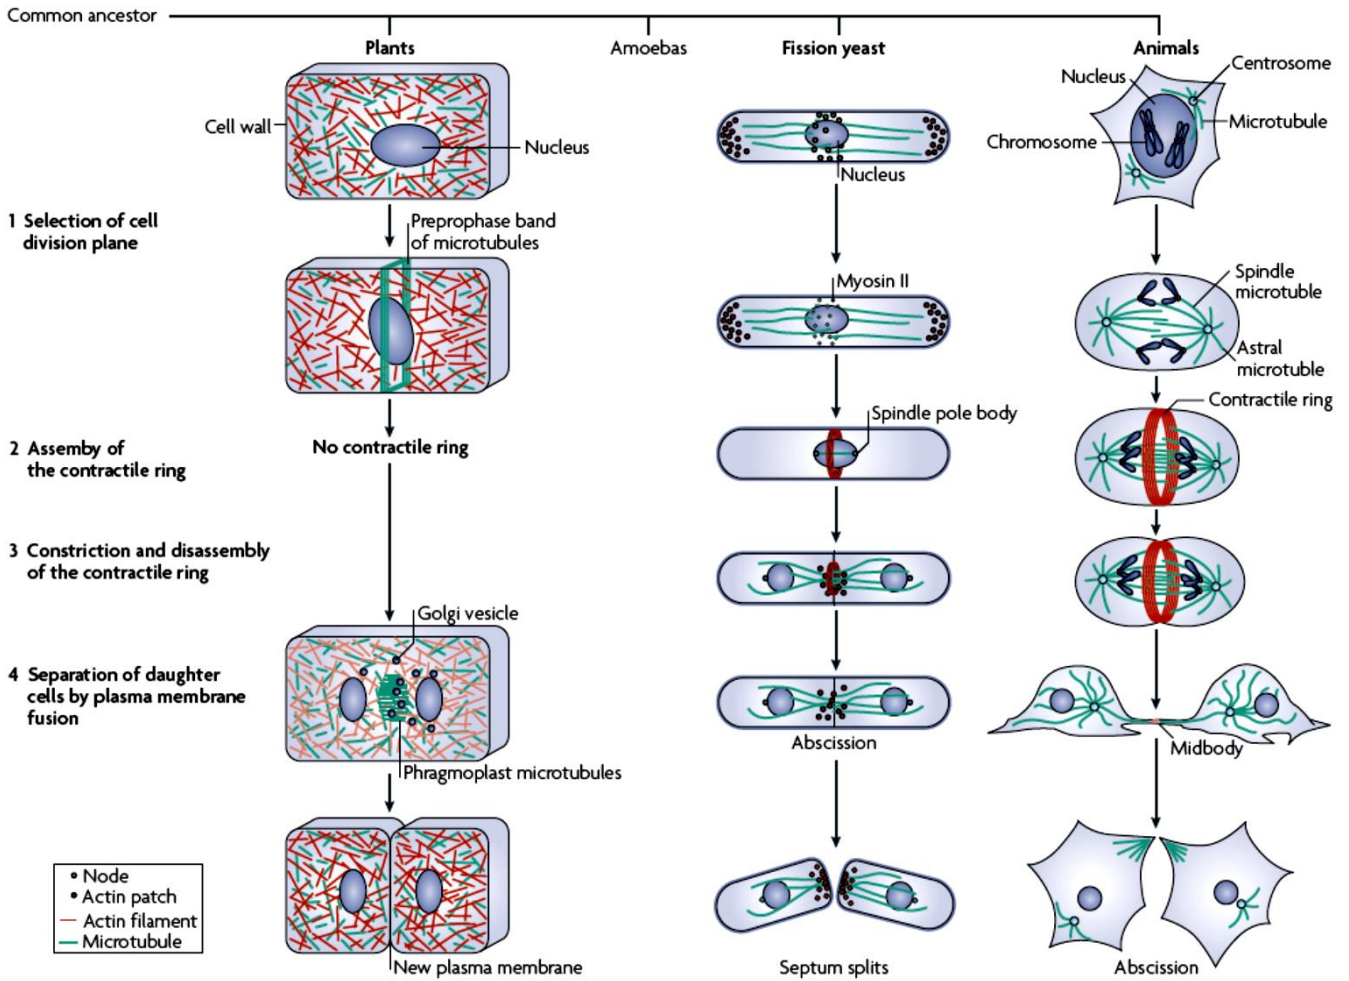 Common ancestor
Plants
Amoebas
Fission yeast
Animals
Cell wall
Nucleus
Nucleus
Nucleus
Centrosome
Microtubule
Chromosome
1 Selection of cell
division plane
Preprophase band
of microtubules
Myosin II
Spindle
microtuble
Astral
microtuble
2 Assemby of
the contractile ring
No contractile ring
Spindle pole body
Contractile ring
3 Constriction and disassembly
of the contractile ring
4 Separation of daughter
cells by plasma membrane
fusion
Golgi vesicle
Phragmoplast microtubules
Abscission
Midbody
Node
Actin patch
Actin filament
Microtubule
New plasma membrane
Septum splits
Abscission